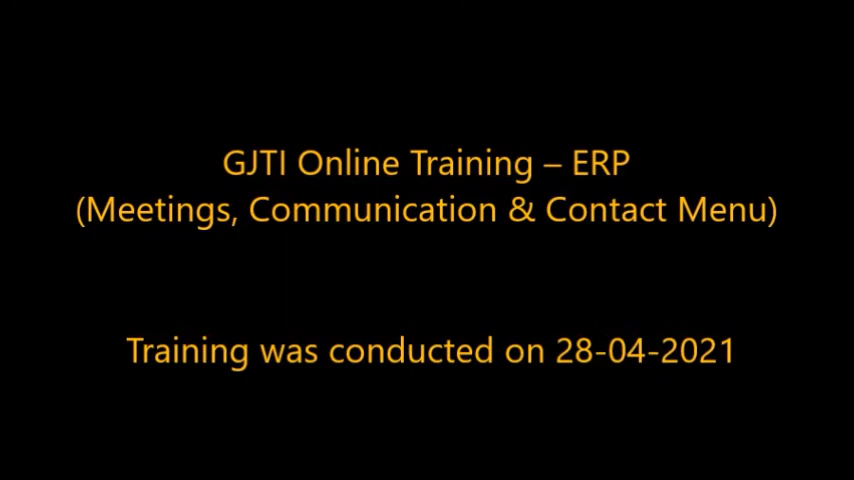 GJTI Online Training – ERP
(Meetings, Communication & Contact Menu)
Training was conducted on 28-04-2021